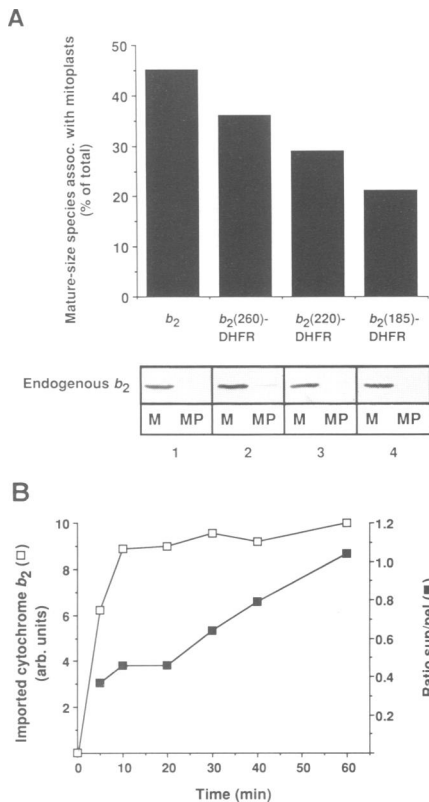 A
Mature-size species assoc. with mitoplasts
(% of total)
50
40
30
20
10
0
b2
b2(260)-
DHFR
b2(220)-
DHFR
b2(185)-
DHFR
Endogenous b2
M MP M MP M MP M MP
1 2 3 4
B
Imported cytochrome b2 (□)
(arb. units)
10
8
6
4
2
1.2
1.0
0.8
0.6
0.4
0.2
Ratio sup/pel (■)
0 10 20 30 40 50 60
Time (min)